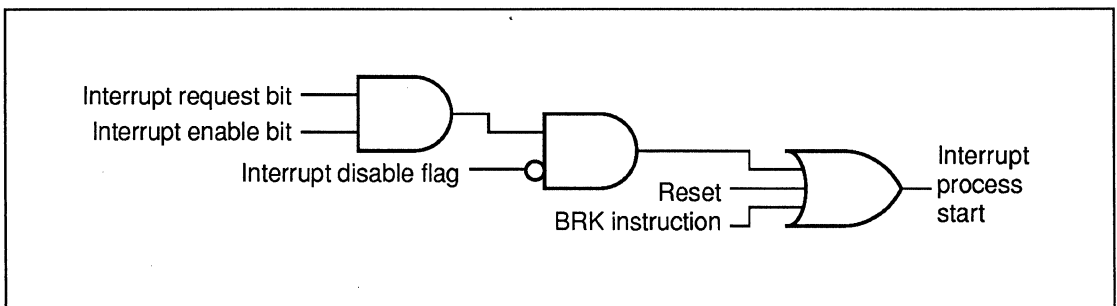 Interrupt request bit
Interrupt enable bit
Interrupt disable flag
Reset
BRK instruction
Interrupt
process
start